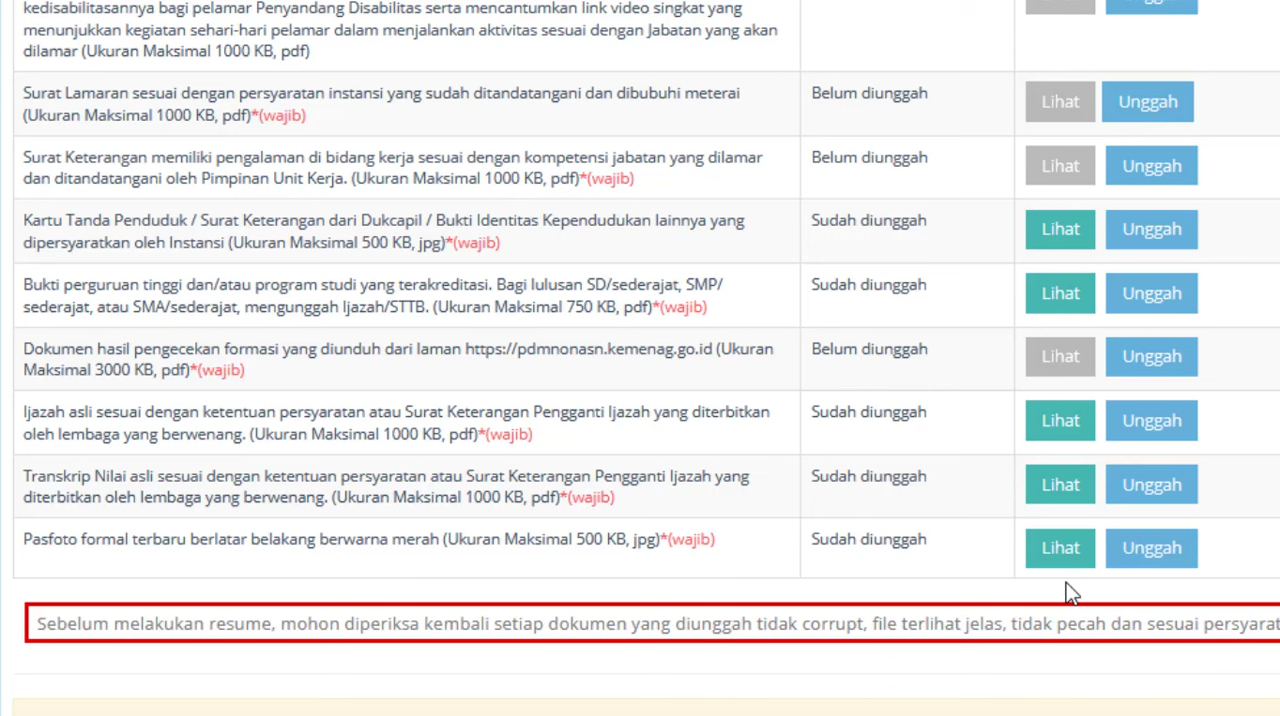 kedisabilitasannya bagi pelamar Penyandang Disabilitas serta mencantumkan link video singkat yang
menunjukkan kegiatan sehari-hari pelamar dalam menjalankan aktivitas sesuai dengan Jabatan yang akan
dilamar (Ukuran Maksimal 1000 KB, pdf)
Surat Lamaran sesuai dengan persyaratan instansi yang sudah ditandatangani dan dibubuhi meterai
(Ukuran Maksimal 1000 KB, pdf)*(wajib)
Belum diunggah
Lihat Unggah
Surat Keterangan memiliki pengalaman di bidang kerja sesuai dengan kompetensi jabatan yang dilamar
dan ditandatangani oleh Pimpinan Unit Kerja. (Ukuran Maksimal 1000 KB, pdf)*(wajib)
Belum diunggah
Lihat Unggah
Kartu Tanda Penduduk / Surat Keterangan dari Dukcapil / Bukti Identitas Kependudukan lainnya yang
dipersyaratkan oleh Instansi (Ukuran Maksimal 500 KB, jpg)*(wajib)
Sudah diunggah
Lihat Unggah
Bukti perguruan tinggi dan/atau program studi yang terakreditasi. Bagi lulusan SD/sederajat, SMP/
sederajat, atau SMA/sederajat, mengunggah Ijazah/STTB. (Ukuran Maksimal 750 KB, pdf)*(wajib)
Sudah diunggah
Lihat Unggah
Dokumen hasil pengecekan formasi yang diunduh dari laman https://pdmnonasn.kemenag.go.id (Ukuran
Maksimal 3000 KB, pdf)*(wajib)
Belum diunggah
Lihat Unggah
Ijazah asli sesuai dengan ketentuan persyaratan atau Surat Keterangan Pengganti Ijazah yang diterbitkan
oleh lembaga yang berwenang. (Ukuran Maksimal 1000 KB, pdf)*(wajib)
Sudah diunggah
Lihat Unggah
Transkrip Nilai asli sesuai dengan ketentuan persyaratan atau Surat Keterangan Pengganti Ijazah yang
diterbitkan oleh lembaga yang berwenang. (Ukuran Maksimal 1000 KB, pdf)*(wajib)
Sudah diunggah
Lihat Unggah
Pasfoto formal terbaru berlatar belakang berwarna merah (Ukuran Maksimal 500 KB, jpg)*(wajib)
Sudah diunggah
Lihat Unggah
Sebelum melakukan resume, mohon diperiksa kembali setiap dokumen yang diunggah tidak corrupt, file terlihat jelas, tidak pecah dan sesuai persyarat